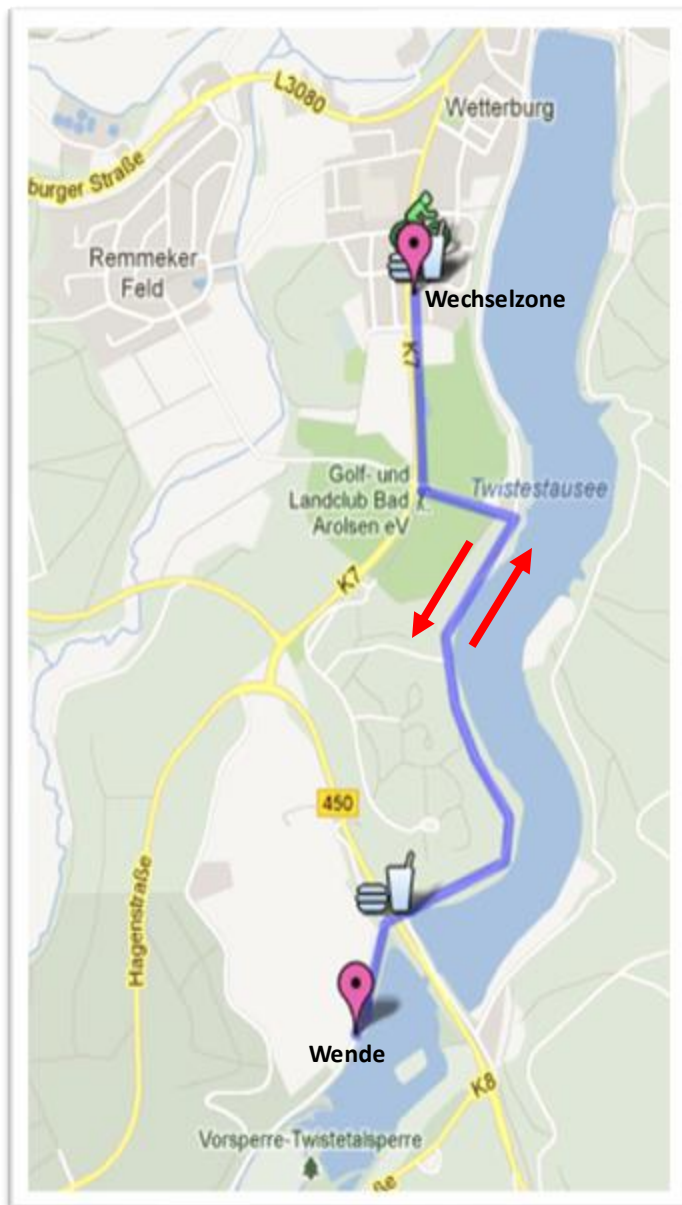 L3080
Wetterburg
burger Straße
Remmeker
Feld
Wechselzone
K7
Golf- und
Landclub Bad
Arolsen eV
Twistestausee
K7
450
Hagenstraße
Wende
K8
Vorsperre-Twistetalsperre
ße